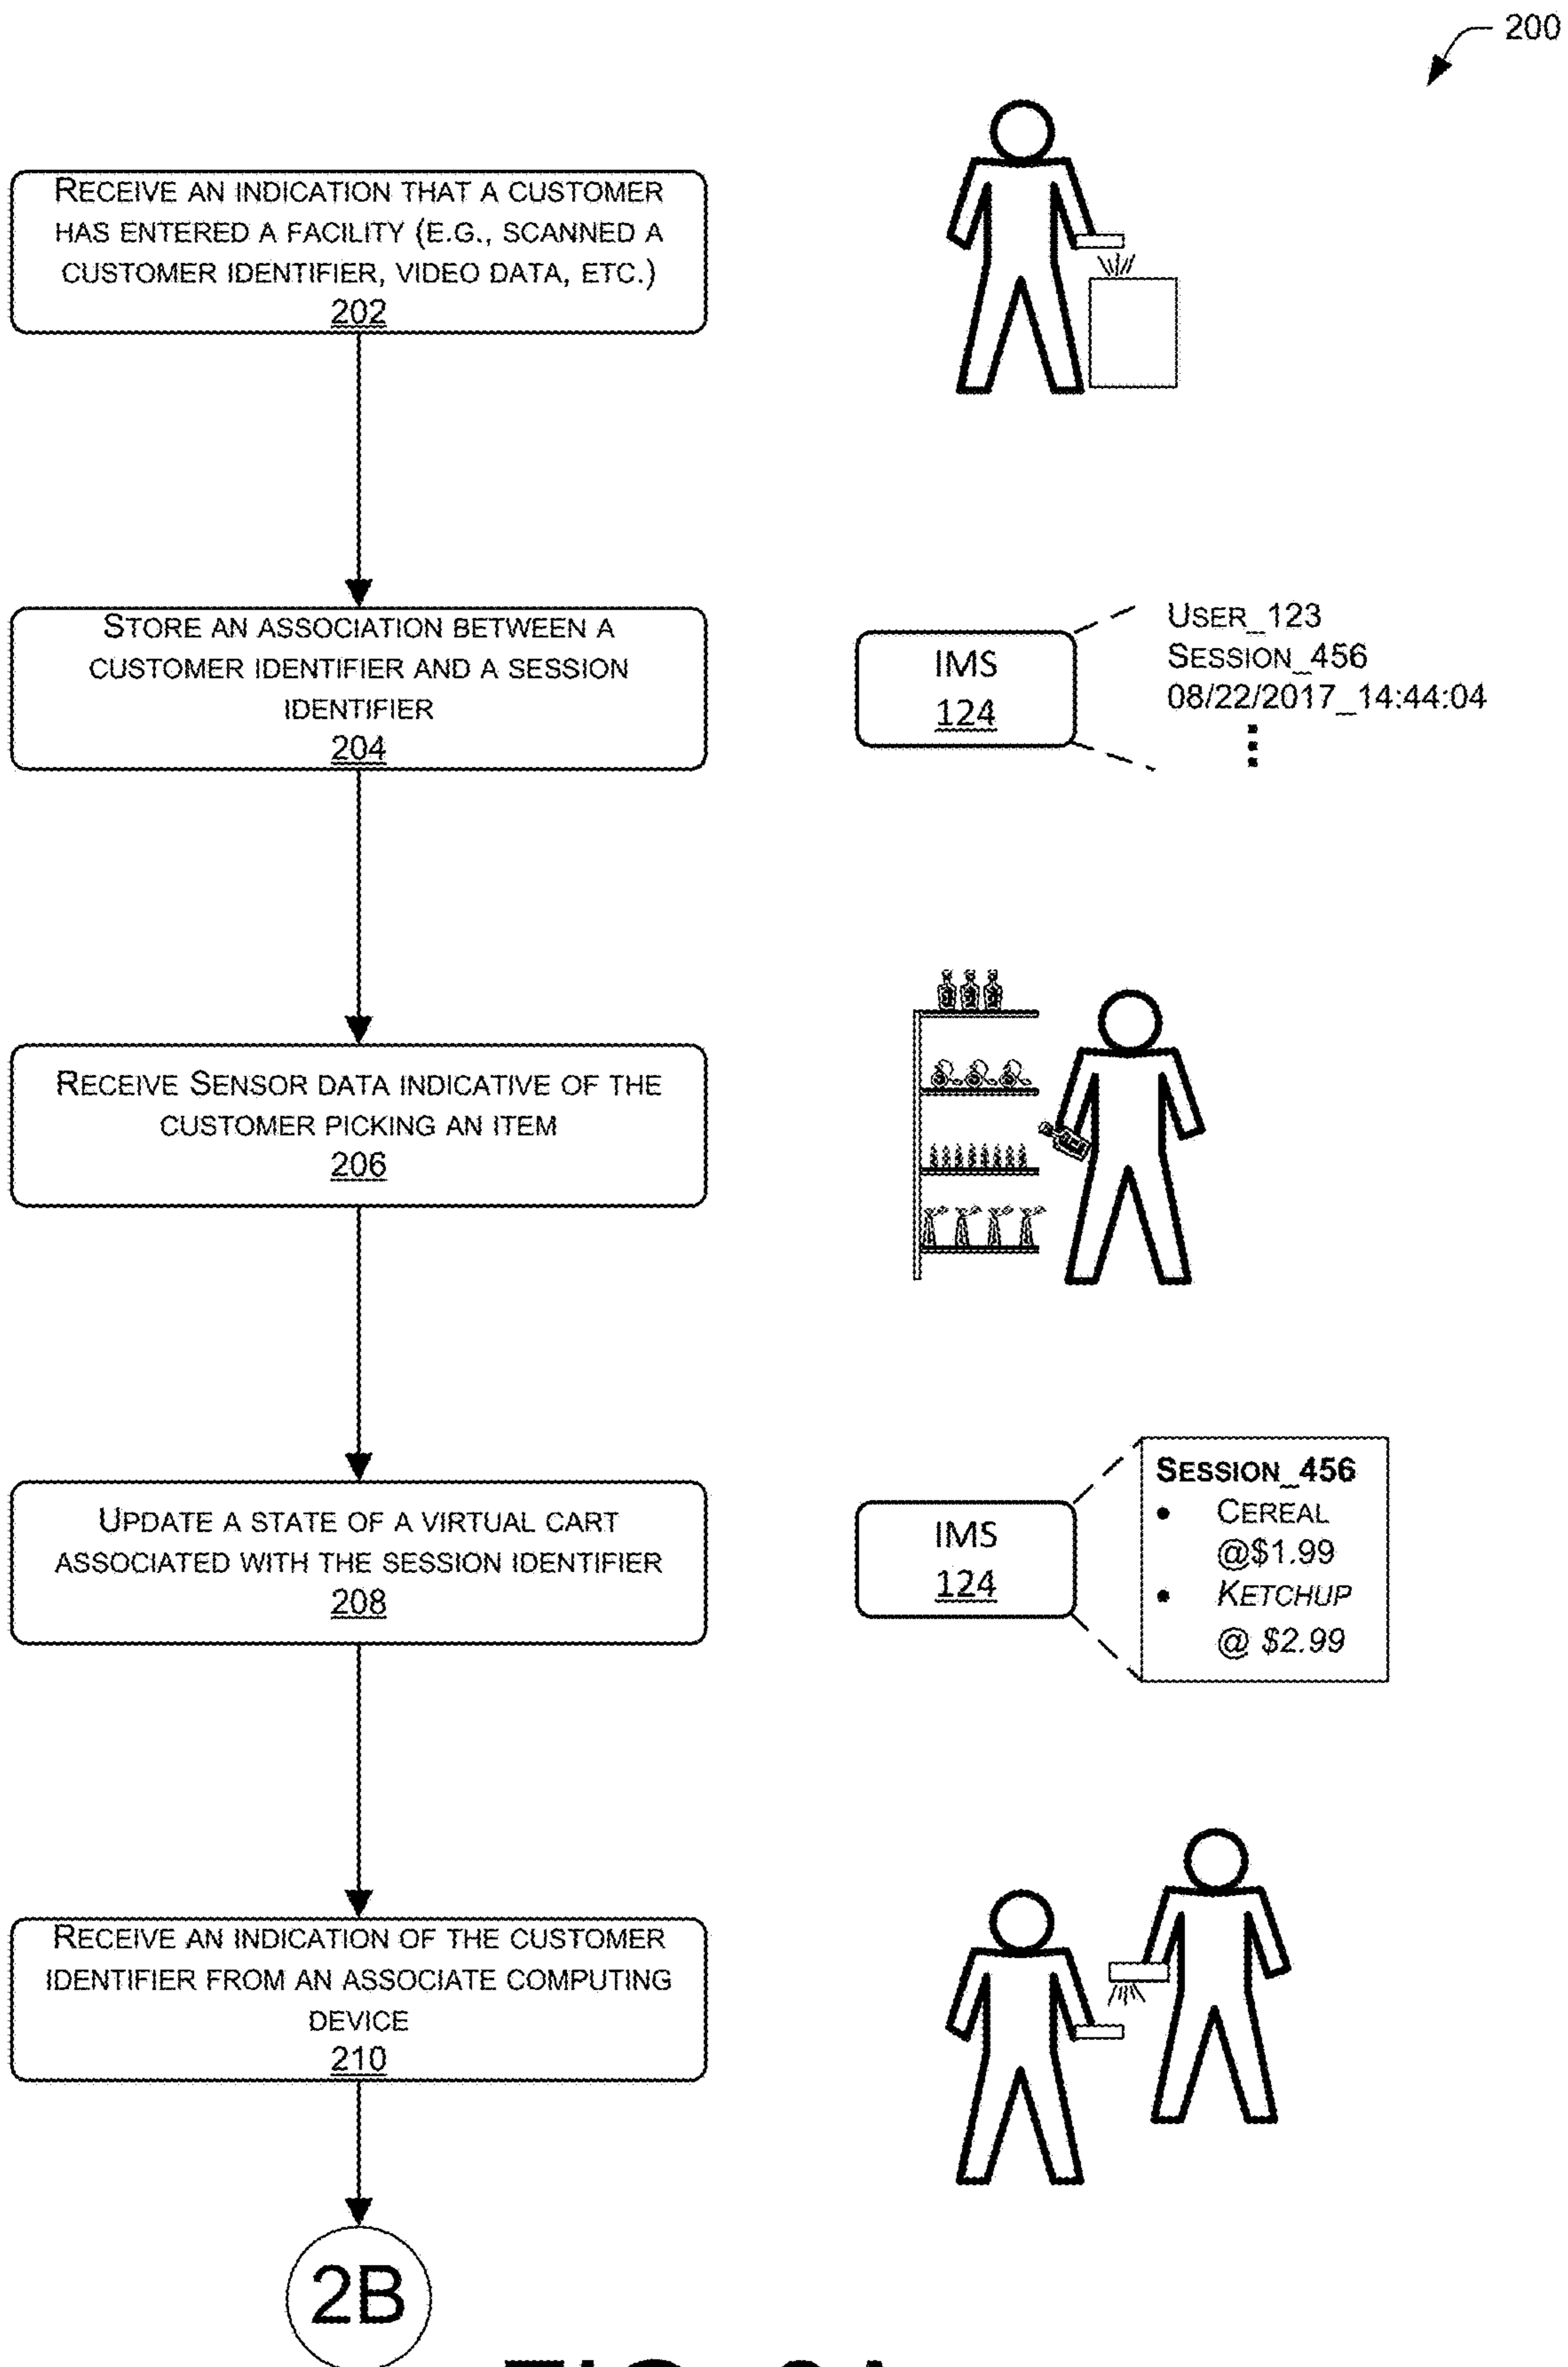 200
RECEIVE AN INDICATION THAT A CUSTOMER
HAS ENTERED A FACILITY (E.G., SCANNED A
CUSTOMER IDENTIFIER, VIDEO DATA, ETC.)
202
STORE AN ASSOCIATION BETWEEN A
CUSTOMER IDENTIFIER AND A SESSION
IDENTIFIER
204
IMS
124
USER_123
SESSION_456
08/22/2017_14:44:04
RECEIVE SENSOR DATA INDICATIVE OF THE
CUSTOMER PICKING AN ITEM
206
UPDATE A STATE OF A VIRTUAL CART
ASSOCIATED WITH THE SESSION IDENTIFIER
208
IMS
124
SESSION_456
• CEREAL
@$1.99
• KETCHUP
@ $2.99
RECEIVE AN INDICATION OF THE CUSTOMER
IDENTIFIER FROM AN ASSOCIATE COMPUTING
DEVICE
210
2B